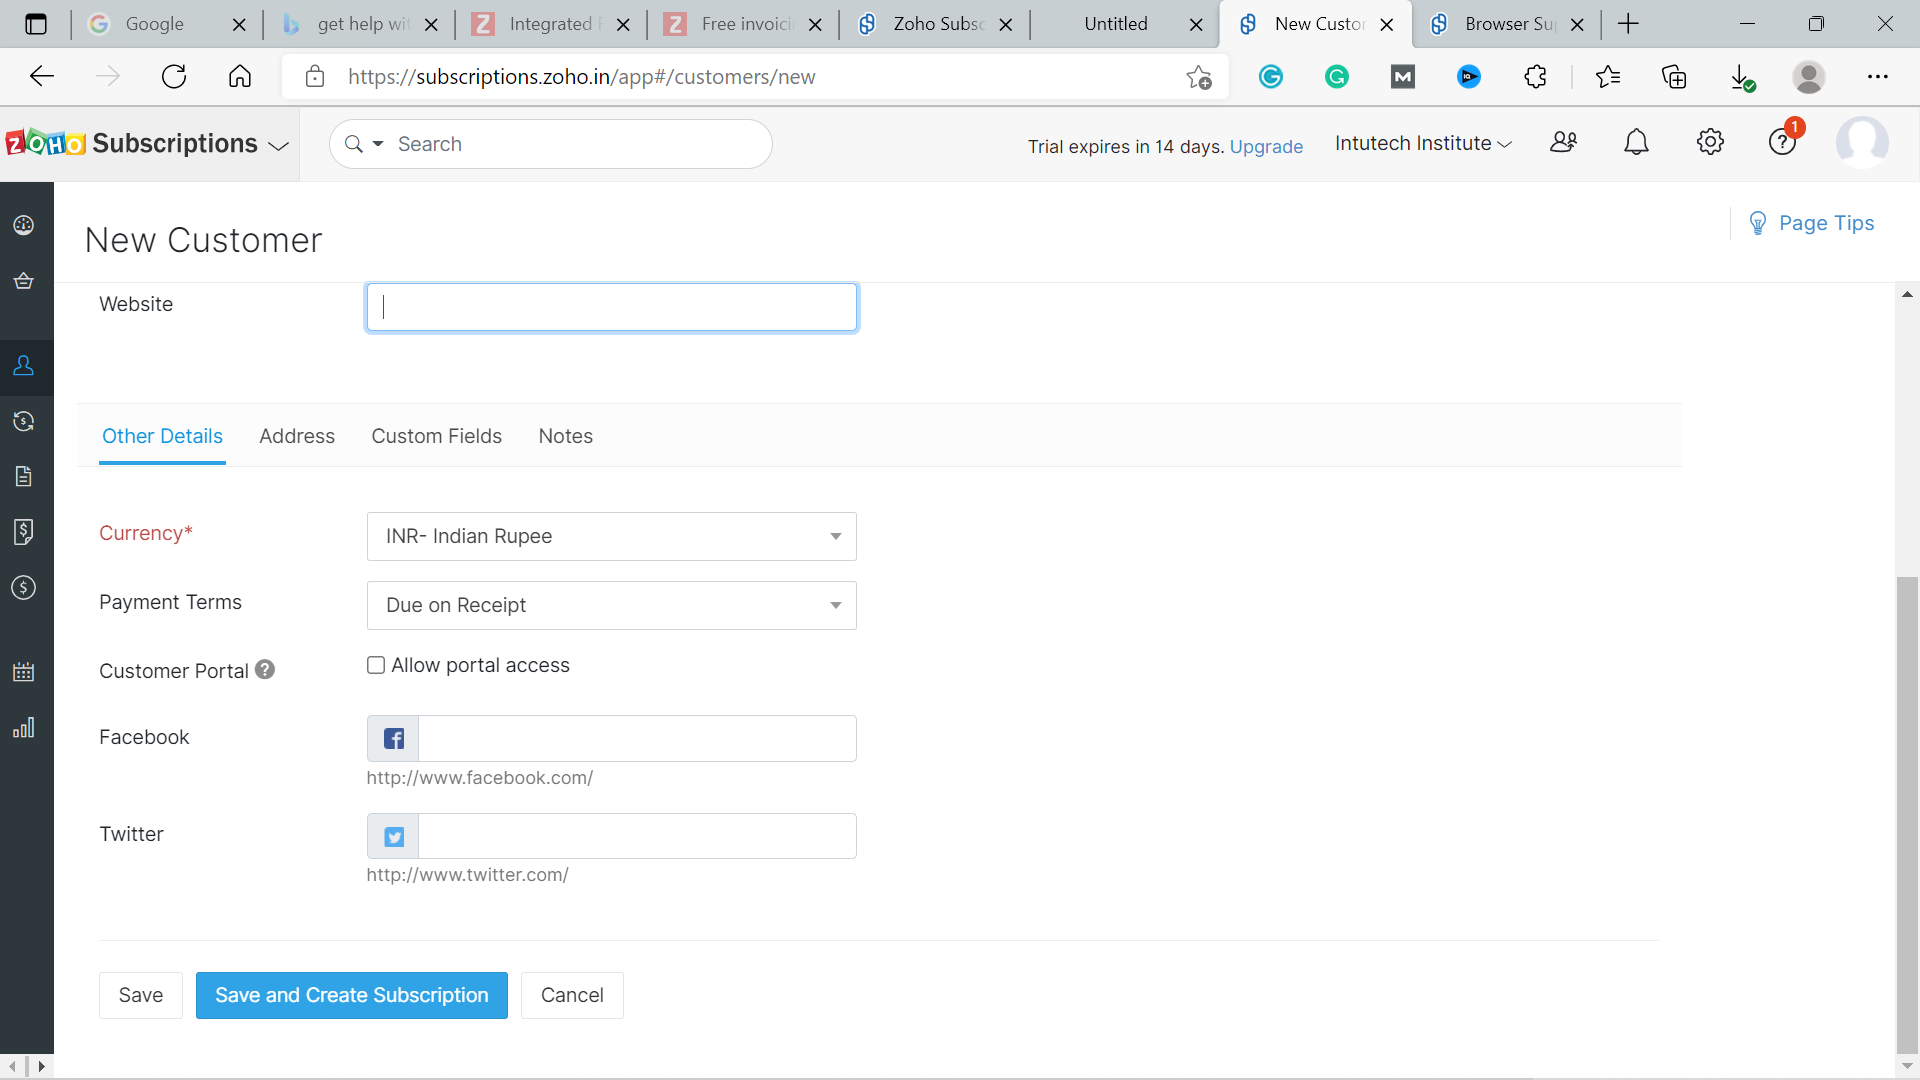 Google
get help wi
Integrated
Free invoici
Zoho Subsc
Untitled
New Custor
Browser Su
https://subscriptions.zoho.in/app#/customers/new
ZOHO Subscriptions
Search
Trial expires in 14 days. Upgrade
Intutech Institute
1
New Customer
Page Tips
Website
Other Details Address Custom Fields Notes
Currency*
INR- Indian Rupee
Payment Terms
Due on Receipt
Customer Portal
Allow portal access
Facebook
http://www.facebook.com/
Twitter
http://www.twitter.com/
Save
Save and Create Subscription
Cancel